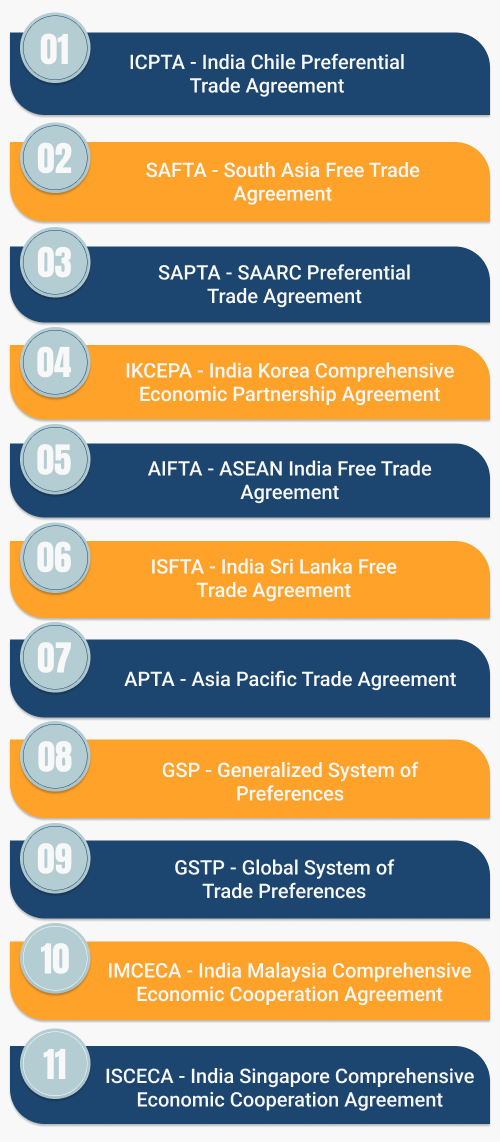 01
ICPTA - India Chile Preferential
Trade Agreement
02
SAFTA - South Asia Free Trade
Agreement
03
SAPTA - SAARC Preferential
Trade Agreement
04
IKCEPA - India Korea Comprehensive
Economic Partnership Agreement
05
AIFTA - ASEAN India Free Trade
Agreement
06
ISFTA - India Sri Lanka Free
Trade Agreement
07
APTA - Asia Pacific Trade Agreement
08
GSP - Generalized System of
Preferences
09
GSTP - Global System of
Trade Preferences
10
IMCECA - India Malaysia Comprehensive
Economic Cooperation Agreement
11
ISCECA - India Singapore Comprehensive
Economic Cooperation Agreement